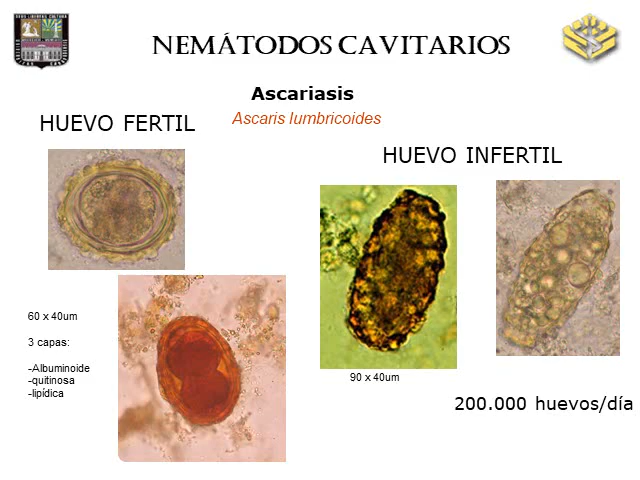 NEMÁTODOS CAVITARIOS
Ascariasis
Ascaris lumbricoides
HUEVO FERTIL
HUEVO INFERTIL
60 x 40um
3 capas:
-Albuminoide
-quitinosa
-lipídica
90 x 40um
200.000 huevos/día